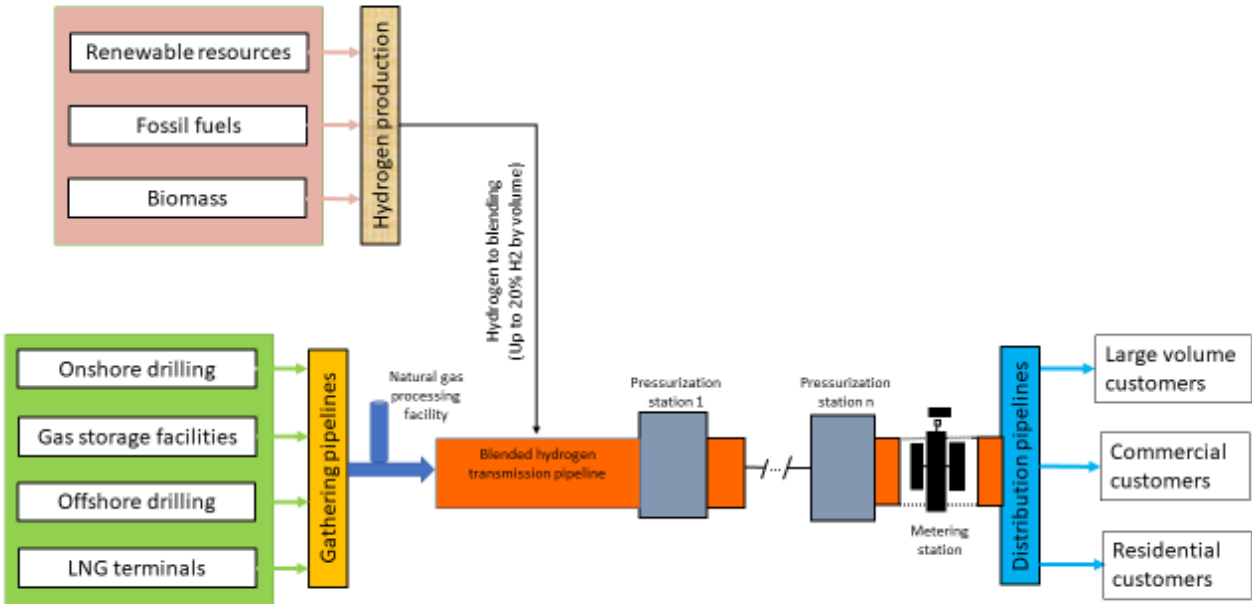 Renewable resources
Fossil fuels
Biomass
Hydrogen production
Hydrogen to blending
(Up to 20% H2 by volume)
Onshore drilling
Gas storage facilities
Offshore drilling
LNG terminals
Gathering pipelines
Natural gas
processing
facility
Blended hydrogen
transmission pipeline
Pressurization
station 1
/.../
Pressurization
station n
Metering
station
Distribution pipelines
Large volume
customers
Commercial
customers
Residential
customers